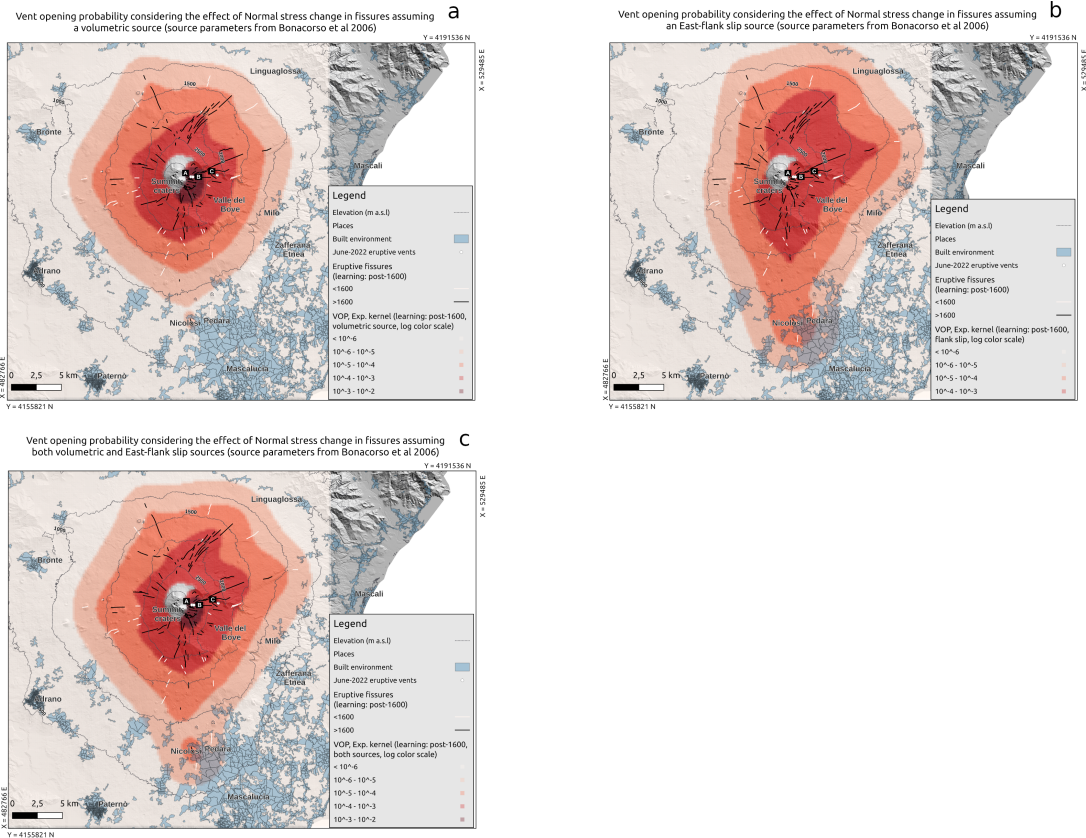 Vent opening probability considering the effect of Normal stress change in fissures assuming
a volumetric source (source parameters from Bonacorso et al 2006)
a
Y = 4191536 N
X = 529485 E
Linguaglossa
1500
1000
Bronte
Mascali
A
B
C
Summit
craters
Valle del
Bove
Milo
Zafferana
Etnea
Nicolosi
Pedara
Mascalucia
Paternò
0 2,5 5 km
X = 482766 E
Y = 4155821 N
Legend
Elevation (m a.s.l)
Places
Built environment
June-2022 eruptive vents
Eruptive fissures
(learning: post-1600)
<1600
>1600
VOP, Exp. kernel (learning: post-1600,
volumetric source, log color scale)
< 10^-6
10^-6 - 10^-5
10^-5 - 10^-4
10^-4 - 10^-3
10^-3 - 10^-2
Vent opening probability considering the effect of Normal stress change in fissures assuming
an East-flank slip source (source parameters from Bonacorso et al 2006)
b
Y = 4191536 N
X = 529485 E
Linguaglossa
1500
1000
Bronte
Mascali
A
B
C
Summit
craters
Valle del
Bove
Milo
Zafferana
Etnea
Nicolosi
Pedara
Mascalucia
Paternò
0 2,5 5 km
X = 482766 E
Y = 4155821 N
Legend
Elevation (m a.s.l)
Places
Built environment
June-2022 eruptive vents
Eruptive fissures
(learning: post-1600)
<1600
>1600
VOP, Exp. kernel (learning: post-1600,
flank slip, log color scale)
< 10^-6
10^-6 - 10^-5
10^-5 - 10^-4
10^-4 - 10^-3
Vent opening probability considering the effect of Normal stress change in fissures assuming
both volumetric and East-flank slip sources (source parameters from Bonacorso et al 2006)
c
Y = 4191536 N
X = 529485 E
Linguaglossa
1500
1000
Bronte
Mascali
A
B
C
Summit
craters
Valle del
Bove
Milo
Zafferana
Etnea
Nicolosi
Pedara
Mascalucia
Paternò
0 2,5 5 km
X = 482766 E
Y = 4155821 N
Legend
Elevation (m a.s.l)
Places
Built environment
June-2022 eruptive vents
Eruptive fissures
(learning: post-1600)
<1600
>1600
VOP, Exp. kernel (learning: post-1600,
both sources, log color scale)
< 10^-6
10^-6 - 10^-5
10^-5 - 10^-4
10^-4 - 10^-3
10^-3 - 10^-2